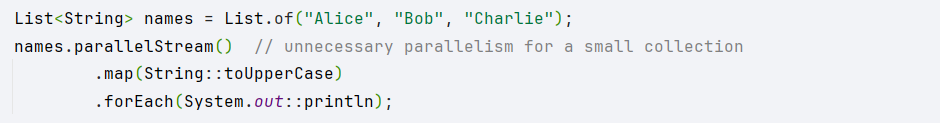 List<String> names = List.of("Alice", "Bob", "Charlie");
names.parallelStream()  // unnecessary parallelism for a small collection
        .map(String::toUpperCase)
        .forEach(System.out::println);